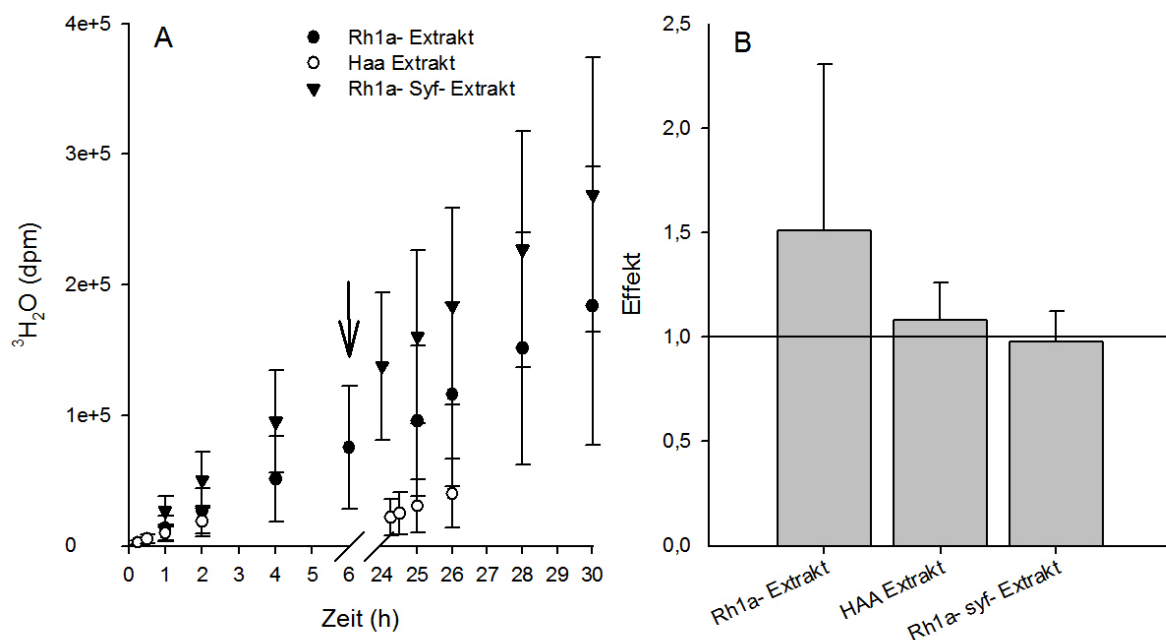 A
Rh1a- Extrakt
Haa Extrakt
Rh1a- Syf- Extrakt
4e+5
3e+5
2e+5
1e+5
0
³H₂O (dpm)
0 1 2 3 4 5 6 24 25 26 27 28 29 30
Zeit (h)
B
2,5
2,0
1,5
1,0
0,5
0,0
Effekt
Rh1a- Extrakt
HAA Extrakt
Rh1a- syf- Extrakt